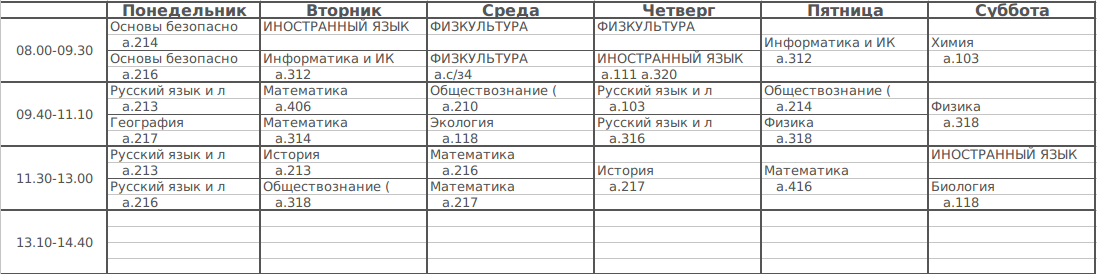 Понедельник Вторник Среда Четверг Пятница Суббота
Основы безопасно ИНОСТРАННЫЙ ЯЗЫК ФИЗКУЛЬТУРА ФИЗКУЛЬТУРА
08.00-09.30
а.214
Информатика и ИК Химия
Основы безопасно Информатика и ИК ФИЗКУЛЬТУРА ИНОСТРАННЫЙ ЯЗЫК а.312 а.103
а.216 а.312 а.с/з4 а.111 а.320
Русский язык и л Математика Обществознание ( Русский язык и л Обществознание (
09.40-11.10
а.213 а.406 а.210 а.103 а.214 Физика
География Математика Экология Русский язык и л Физика а.318
а.217 а.314 а.118 а.316 а.318
Русский язык и л История Математика ИНОСТРАННЫЙ ЯЗЫК
11.30-13.00
а.213 а.213 а.216 История Математика
Русский язык и л Обществознание ( Математика а.217 а.416 Биология
а.216 а.318 а.217 а.118
13.10-14.40